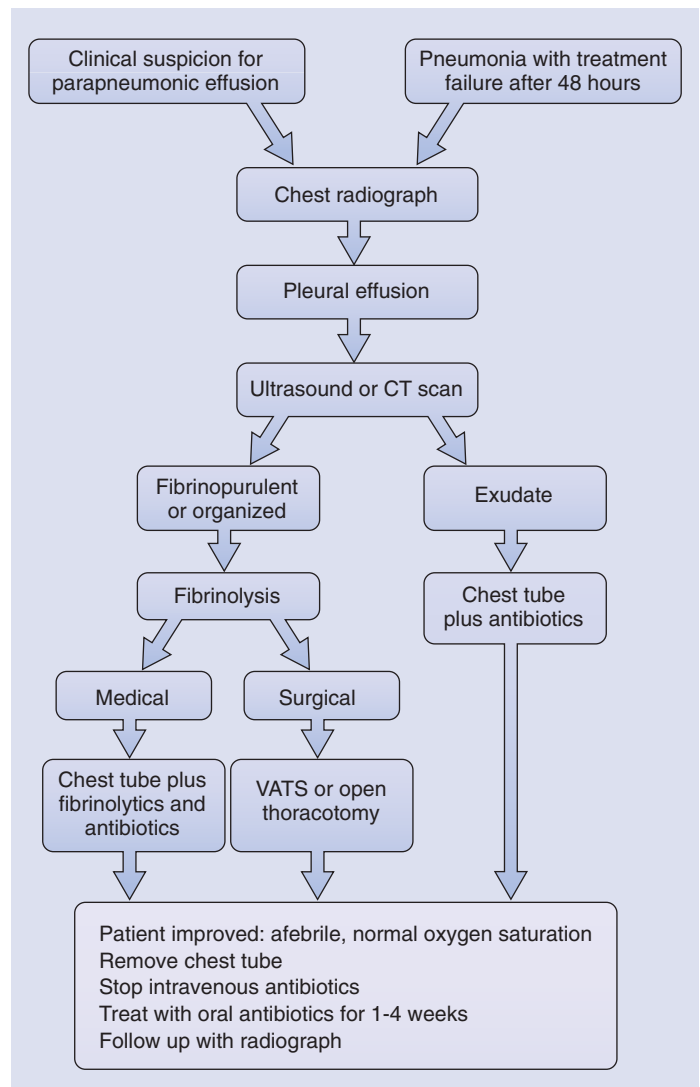 Clinical suspicion for
parapneumonic effusion
Pneumonia with treatment
failure after 48 hours
Chest radiograph
Pleural effusion
Ultrasound or CT scan
Fibrinopurulent
or organized
Exudate
Fibrinolysis
Chest tube
plus antibiotics
Medical
Surgical
Chest tube plus
fibrinolytics and
antibiotics
VATS or open
thoracotomy
Patient improved: afebrile, normal oxygen saturation
Remove chest tube
Stop intravenous antibiotics
Treat with oral antibiotics for 1-4 weeks
Follow up with radiograph